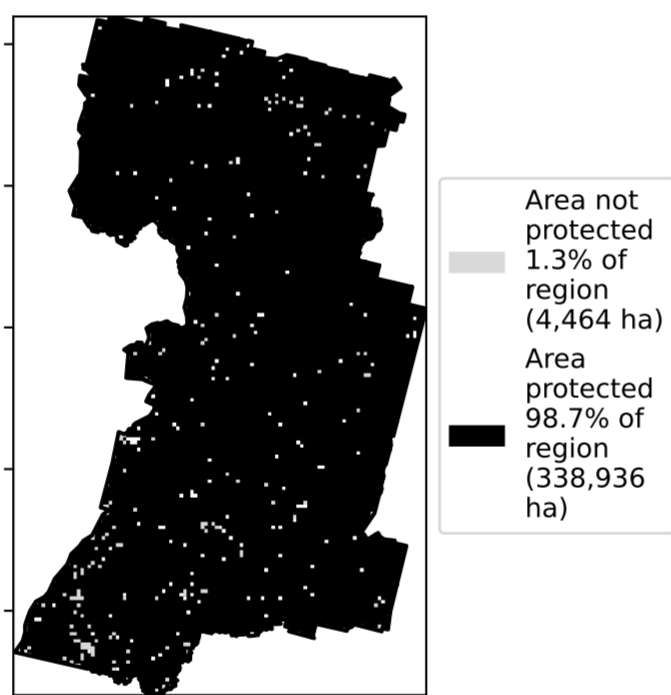 Area not
protected
1.3% of
region
(4,464 ha)
Area
protected
98.7% of
region
(338,936
ha)